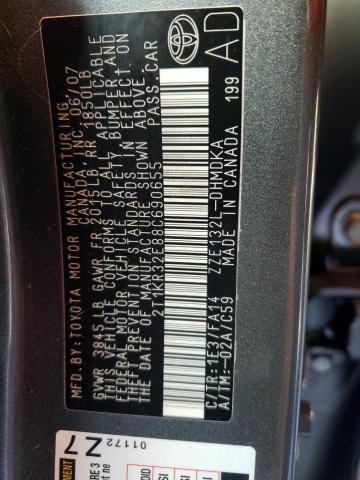 MFD.BY:TOYOTA MOTOR MANUFACTURING,
CANADA, INC. 06/07
GVWR 3845LB GAWR FR 2015LB RR 1850LB
THIS VEHICLE CONFORMS TO ALL APPLICABLE
FEDERAL MOTOR VEHICLE SAFETY, BUMPER, AND
THEFT PREVENTION STANDARDS IN EFFECT ON
THE DATE OF MANUFACTURE SHOWN ABOVE.
2T1KR32E88C690655 PASS.CAR
C/TR:1E3/FA14 ZZE132L-DHMDKA
A/TM:-02A/C59 MADE IN CANADA 199
AD
01172
Z7